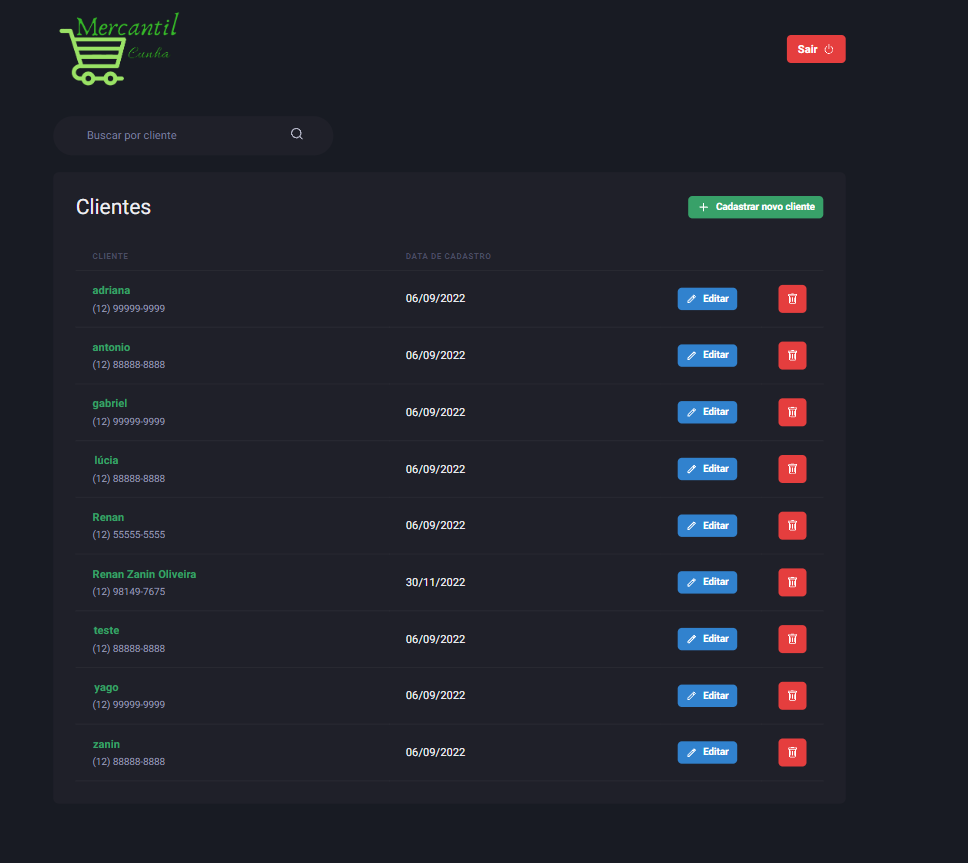 Mercantil
Cunha
Sair
Buscar por cliente
Clientes
Cadastrar novo cliente
CLIENTE DATA DE CADASTRO
adriana
(12) 99999-9999
06/09/2022 Editar
antonio
(12) 88888-8888
06/09/2022 Editar
gabriel
(12) 99999-9999
06/09/2022 Editar
lúcia
(12) 88888-8888
06/09/2022 Editar
Renan
(12) 55555-5555
06/09/2022 Editar
Renan Zanin Oliveira
(12) 98149-7675
30/11/2022 Editar
teste
(12) 88888-8888
06/09/2022 Editar
yago
(12) 99999-9999
06/09/2022 Editar
zanin
(12) 88888-8888
06/09/2022 Editar